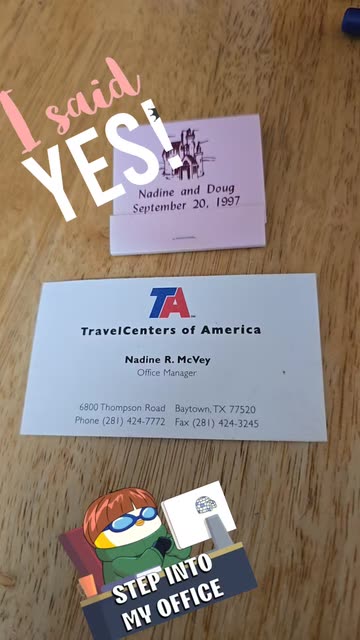 I said
YES!
Nadine and Doug
September 20, 1997
TA
TravelCenters of America
Nadine R. McVey
Office Manager
6800 Thompson Road Baytown, TX 77520
Phone (281) 424-7772 Fax (281) 424-3245
STEP INTO
MY OFFICE